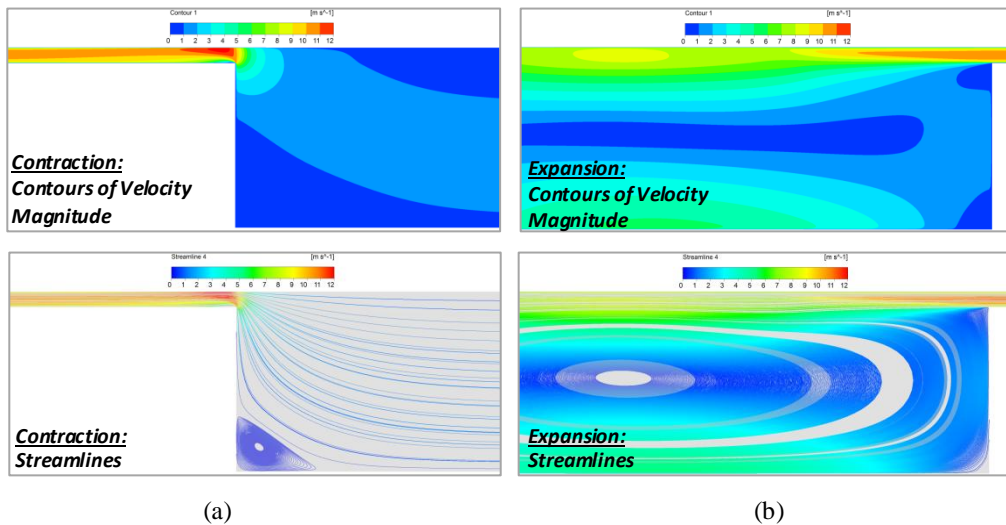 Contour 1 [m s^-1]
0 1 2 3 4 5 6 7 8 9 10 11 12
Contraction:
Contours of Velocity
Magnitude
Contour 1 [m s^-1]
0 1 2 3 4 5 6 7 8 9 10 11 12
Expansion:
Contours of Velocity
Magnitude
Streamline 4 [m s^-1]
0 1 2 3 4 5 6 7 8 9 10 11 12
Contraction:
Streamlines
Streamline 4 [m s^-1]
0 1 2 3 4 5 6 7 8 9 10 11 12
Expansion:
Streamlines
(a)
(b)